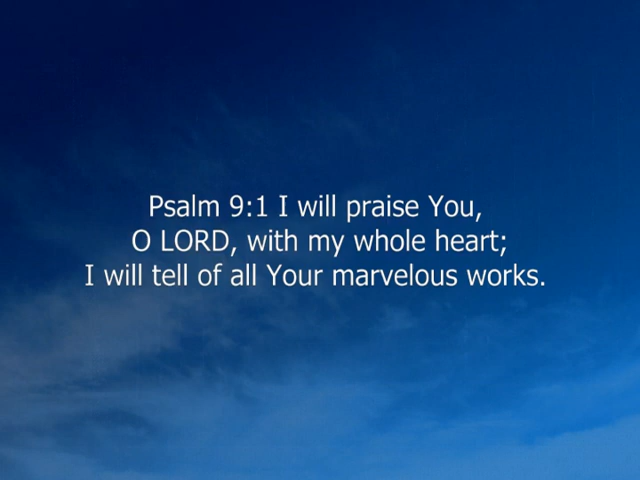 Psalm 9:1 I will praise You,
O LORD, with my whole heart;
I will tell of all Your marvelous works.